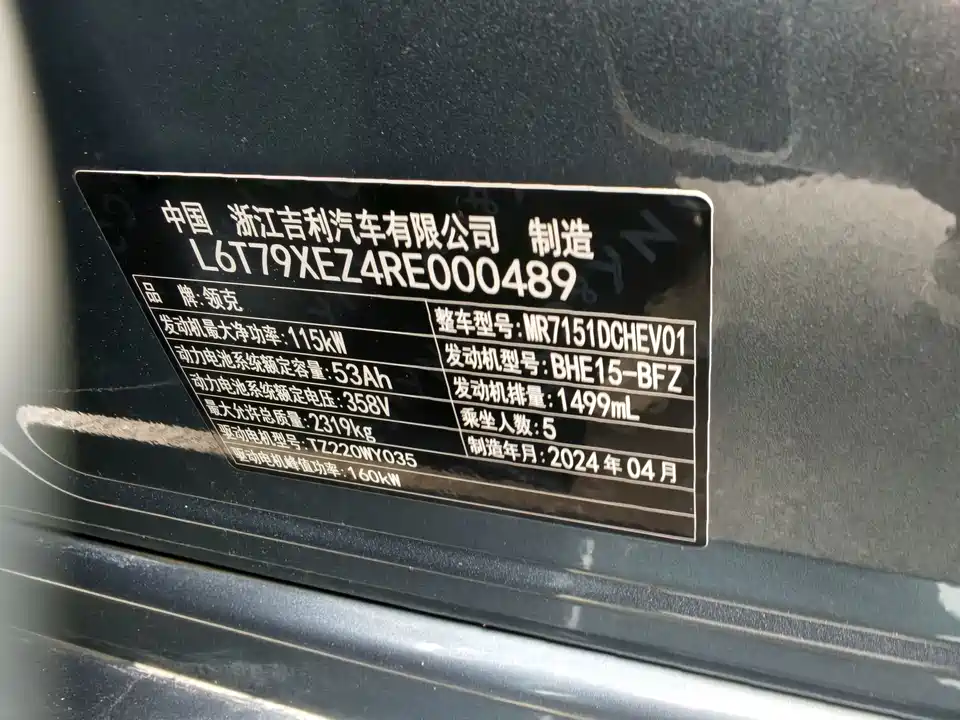 中国 浙江吉利汽车有限公司 制造
L6T79XEZ4RE000489
品 牌:领克
整车型号:MR7151DCHEV01
发动机最大净功率:115kW
发动机型号:BHE15-BFZ
动力电池系统额定容量:53Ah
发动机排量:1499mL
动力电池系统额定电压:358V
乘坐人数:5
最大允许总质量:2319kg
制造年月:2024年04月
驱动电机型号:TZ220WY035
驱动电机峰值功率:160kW